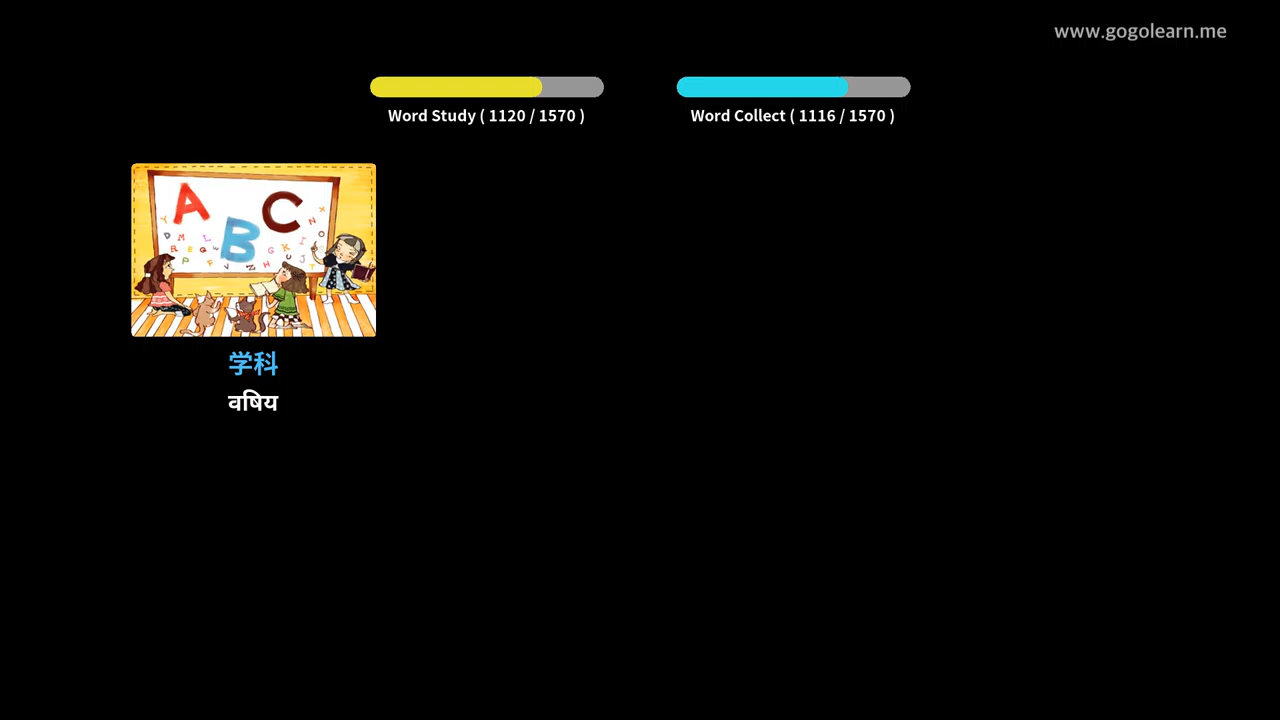 www.gogolearn.me
Word Study ( 1120 / 1570 )
Word Collect ( 1116 / 1570 )
A B C
学科
वषिय